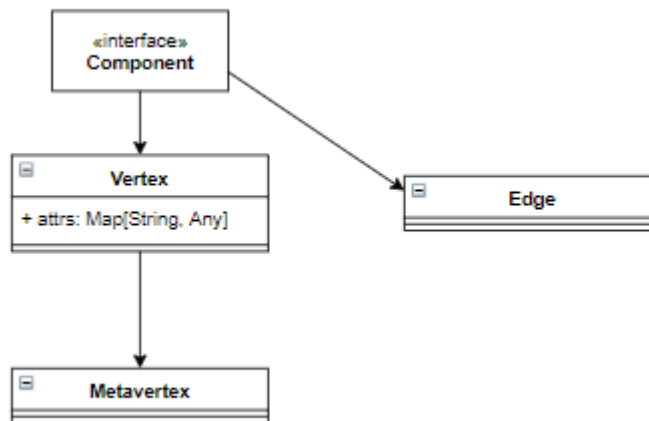 «interface»
Component
Vertex
+ attrs: Map[String, Any]
Edge
Metavertex